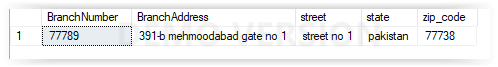 BranchNumber BranchAddress street state zip_code
1 77789 391-b mehmoodabad gate no 1 street no 1 pakistan 77738